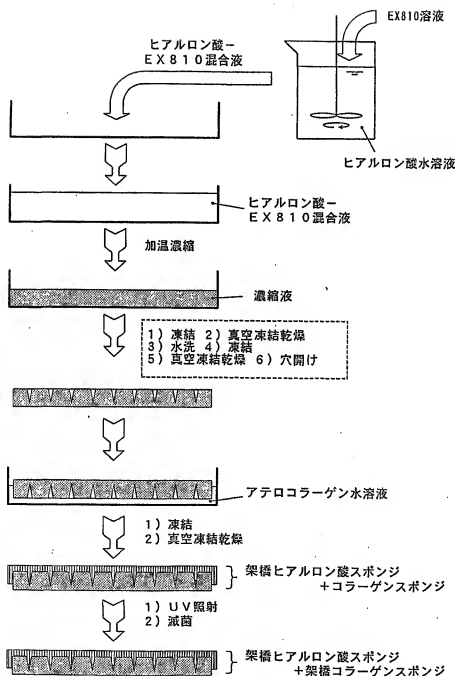 EX810溶液
ヒアルロン酸－
EX810混合液
ヒアルロン酸水溶液
ヒアルロン酸－
EX810混合液
加温濃縮
濃縮液
1）凍結 2）真空凍結乾燥
3）水洗 4）凍結
5）真空凍結乾燥 6）穴開け
アテロコラーゲン水溶液
1）凍結
2）真空凍結乾燥
架橋ヒアルロン酸スポンジ
＋コラーゲンスポンジ
1）UV照射
2）滅菌
架橋ヒアルロン酸スポンジ
＋架橋コラーゲンスポンジ